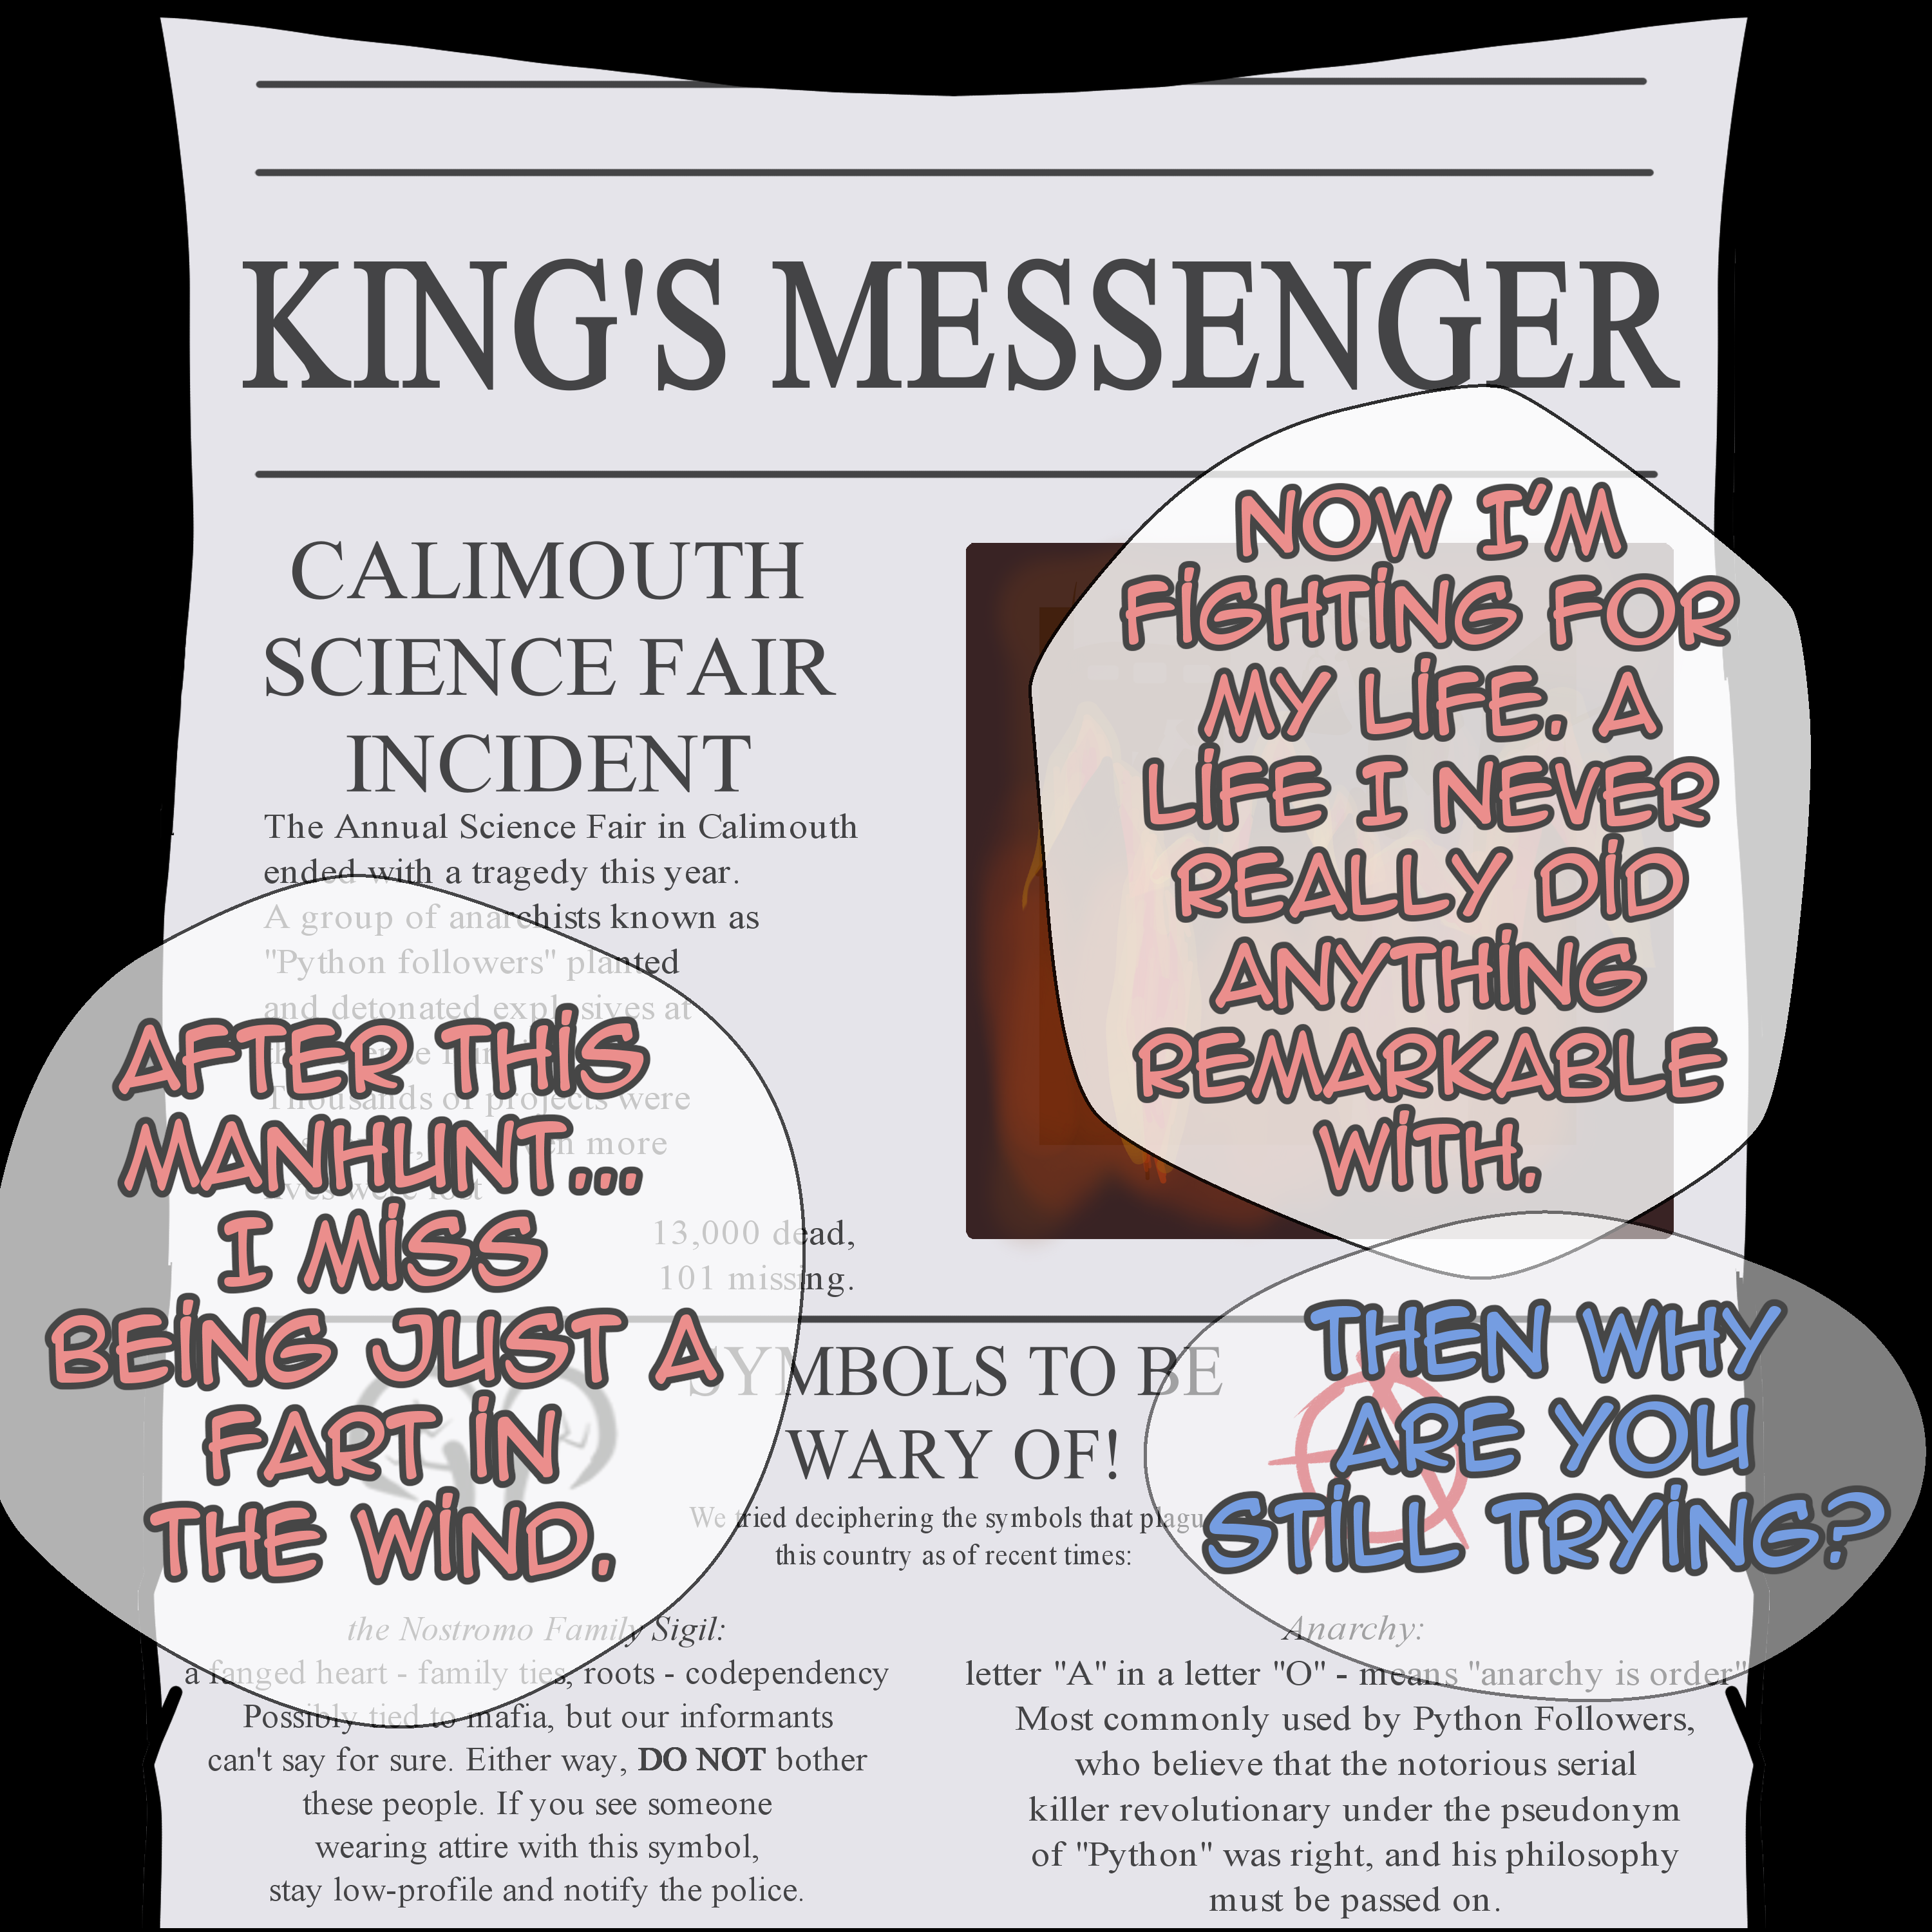 KING'S MESSENGER
CALIMOUTH
SCIENCE FAIR
INCIDENT
The Annual Science Fair in Calimouth
ended with a tragedy this year.
A group of anarchists known as
"Python followers" planted
and detonated explosives at
Thousands of projects were
more
lives were lost
13,000 dead,
101 missing.
NOW I'M
FIGHTING FOR
MY LIFE. A
LIFE I NEVER
REALLY DID
ANYTHING
REMARKABLE
WITH.
AFTER THIS
MANHUNT...
I MISS
BEING JUST A
FART IN
THE WIND.
THEN WHY
ARE YOU
STILL TRYING?
SYMBOLS TO BE
WARY OF!
We tried deciphering the symbols that
this country as of recent times:
the Nostromo Family Sigil:
a fanged heart - family ties, roots - codependency
Possibly tied to mafia, but our informants
can't say for sure. Either way, DO NOT bother
these people. If you see someone
wearing attire with this symbol,
stay low-profile and notify the police.
Anarchy:
letter "A" in a letter "O" - means "anarchy is order"
Most commonly used by Python Followers,
who believe that the notorious serial
killer revolutionary under the pseudonym
of "Python" was right, and his philosophy
must be passed on.